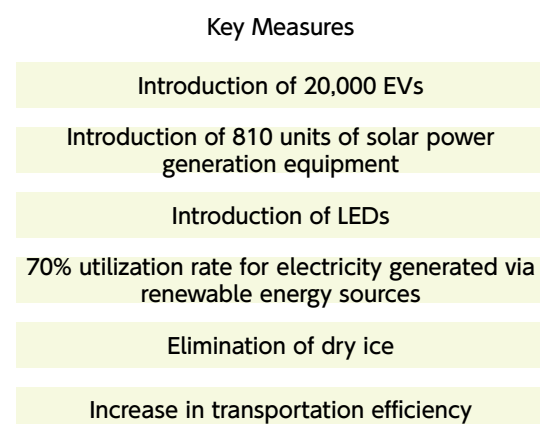 Key Measures
Introduction of 20,000 EVs
Introduction of 810 units of solar power
generation equipment
Introduction of LEDs
70% utilization rate for electricity generated via
renewable energy sources
Elimination of dry ice
Increase in transportation efficiency